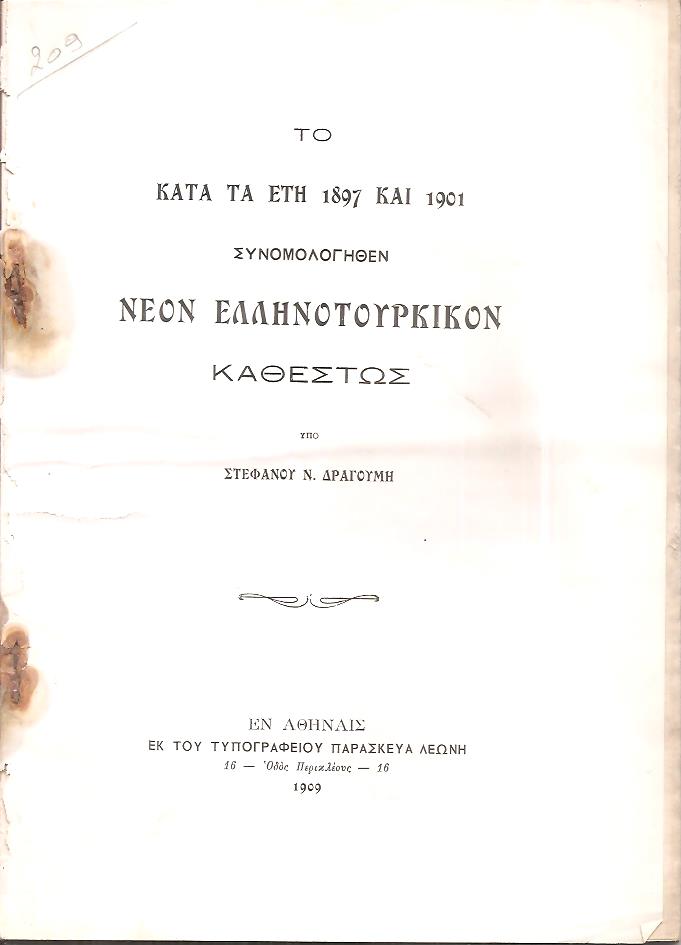 209
ΤΟ
ΚΑΤΑ ΤΑ ΕΤΗ 1897 ΚΑΙ 1901
ΣΥΝΟΜΟΛΟΓΗΘΕΝ
ΝΕΟΝ ΕΛΛΗΝΟΤΟΥΡΚΙΚΟΝ
ΚΑΘΕΣΤΩΣ
ΥΠΟ
ΣΤΕΦΑΝΟΥ Ν. ΔΡΑΓΟΥΜΗ
ΕΝ ΑΘΗΝΑΙΣ
ΕΚ ΤΟΥ ΤΥΠΟΓΡΑΦΕΙΟΥ ΠΑΡΑΣΚΕΥΑ ΛΕΩΝΗ
16 — Ὁδὸς Περικλέους — 16
1909